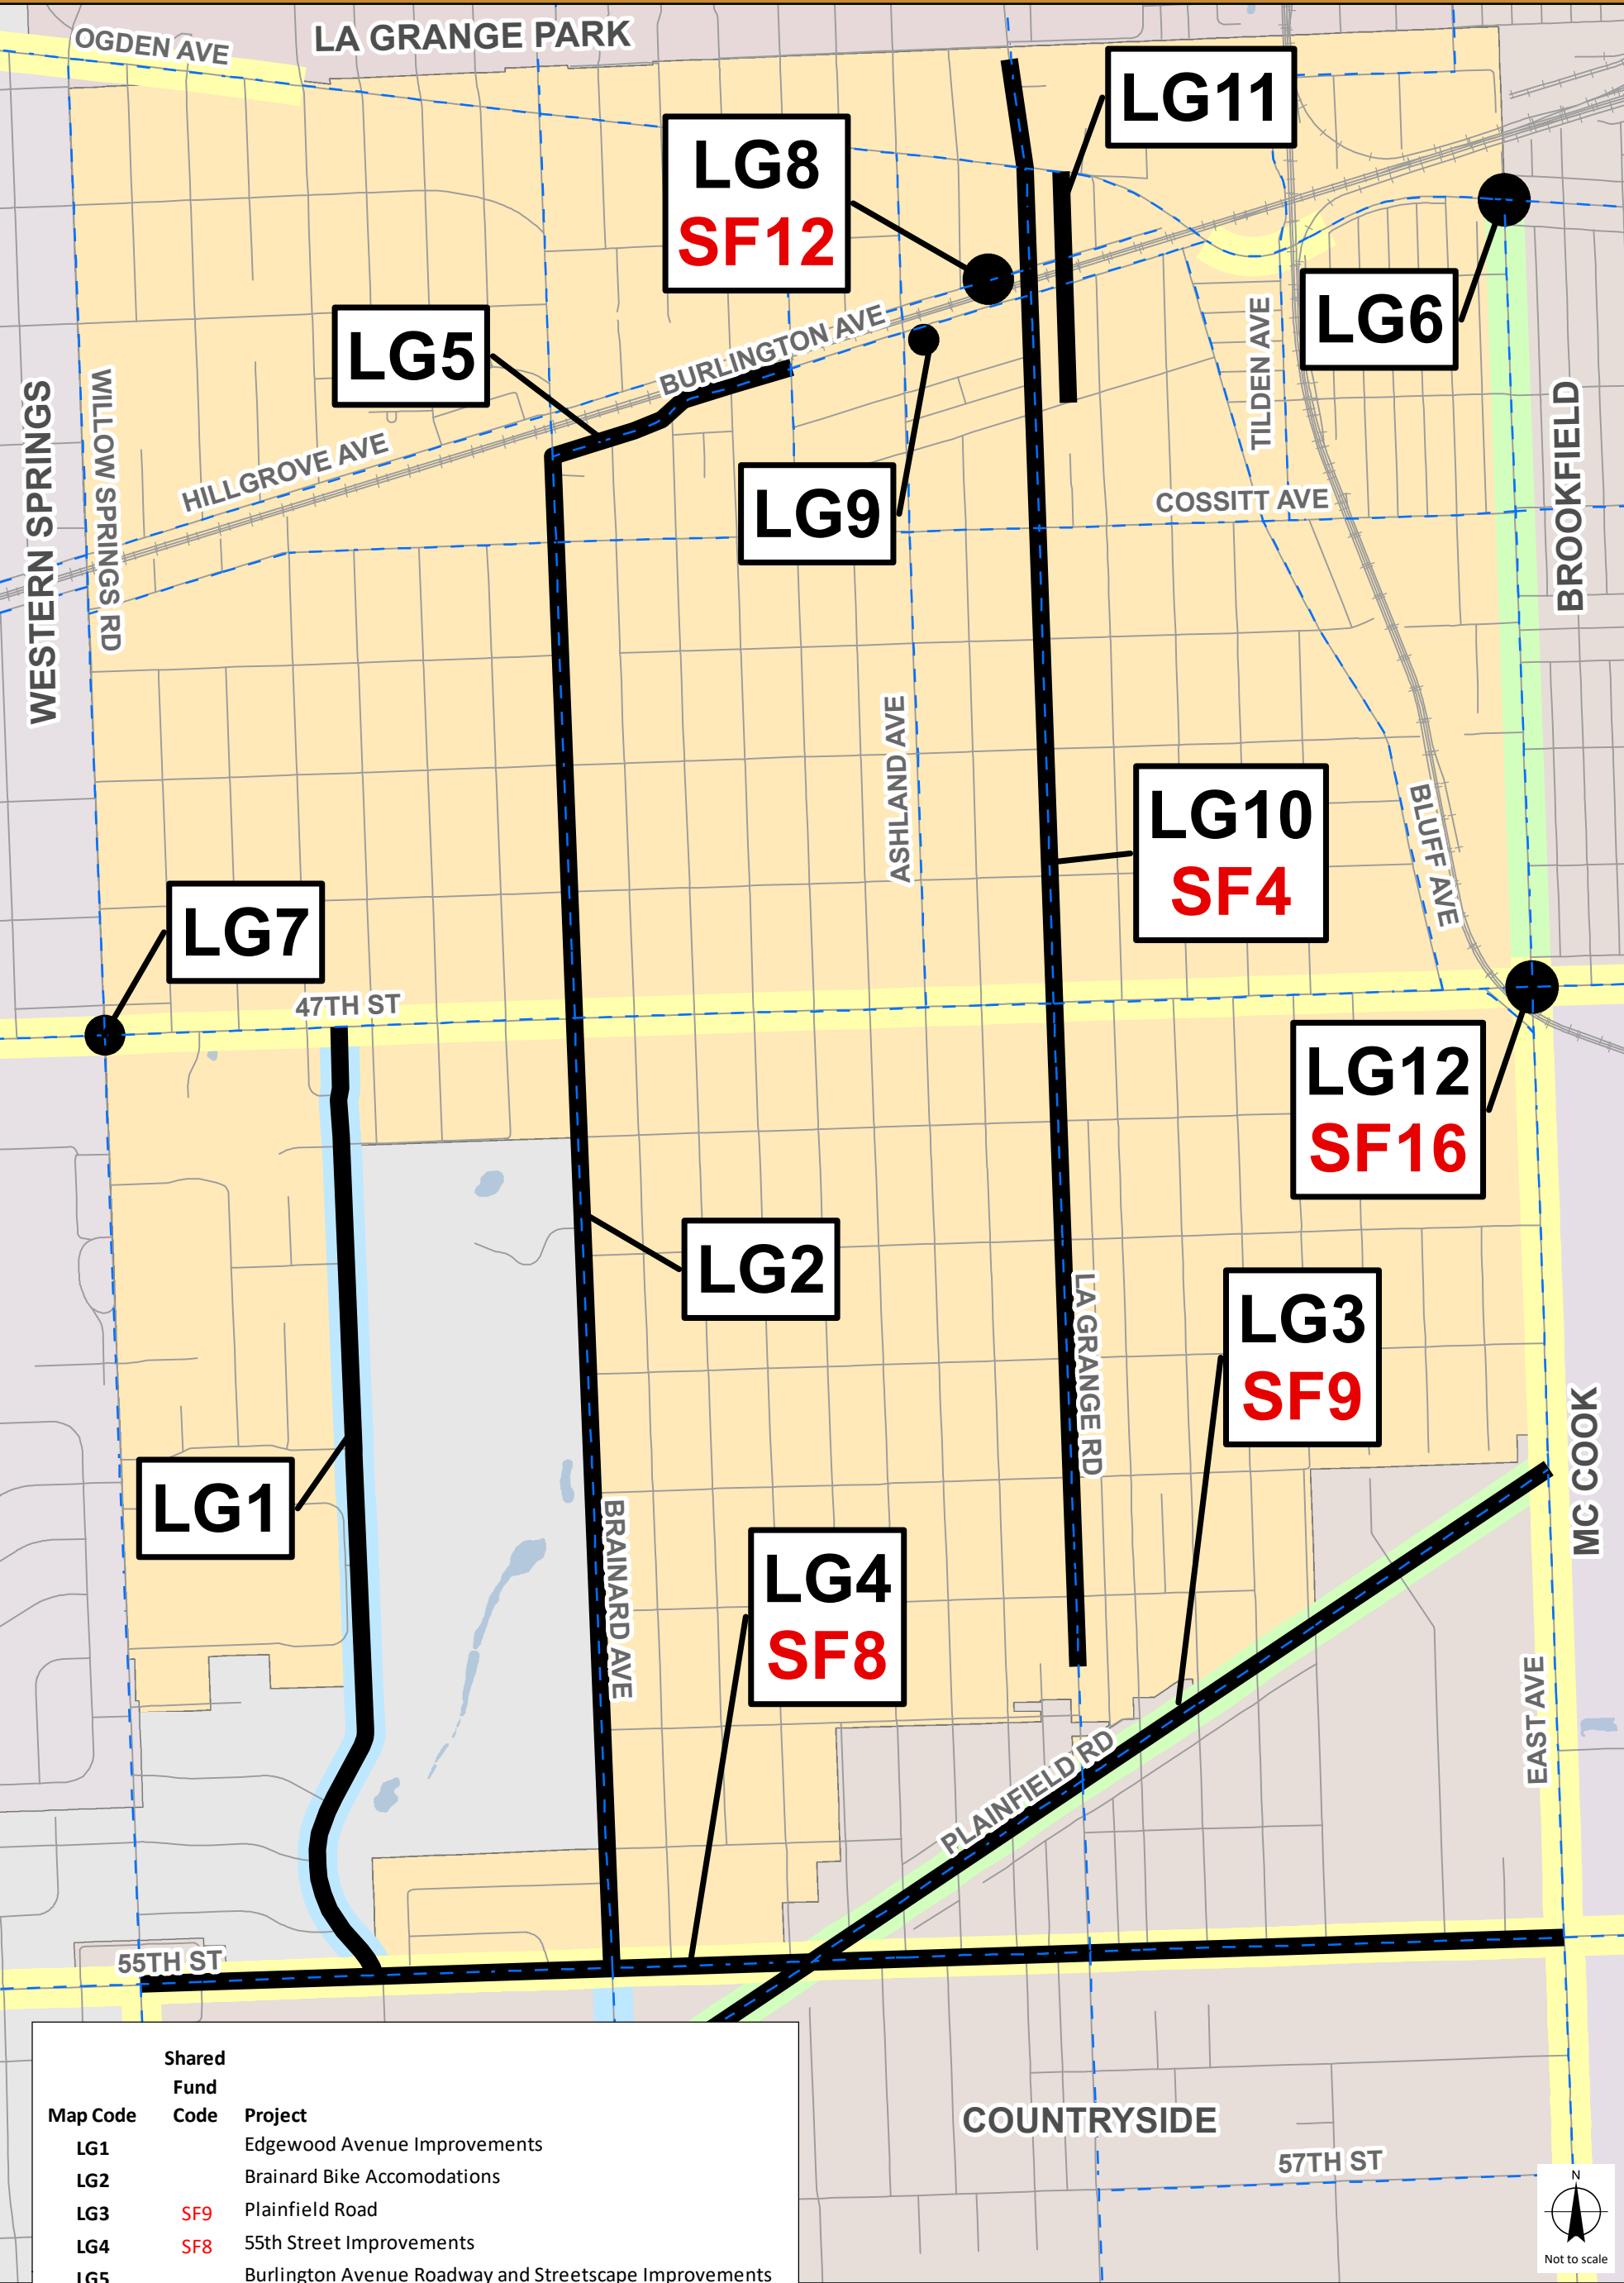 OGDEN AVE
LA GRANGE PARK
LG11
LG8
SF12
LG6
LG5
BURLINGTON AVE
TILDEN AVE
WESTERN SPRINGS
WILLOW SPRINGS RD
HILLGROVE AVE
LG9
COSSITT AVE
BROOKFIELD
ASHLAND AVE
LG10
SF4
BLUFF AVE
LG7
47TH ST
LG12
SF16
LG2
LA GRANGE RD
LG3
SF9
MC COOK
LG1
BRAINARD AVE
LG4
SF8
EAST AVE
PLAINFIELD RD
55TH ST
COUNTRYSIDE
57TH ST
N
Not to scale
Shared
Fund
Map Code Code Project
LG1 Edgewood Avenue Improvements
LG2 Brainard Bike Accomodations
LG3 SF9 Plainfield Road
LG4 SF8 55th Street Improvements
LG5 Burlington Avenue Roadway and Streetscape Improvements